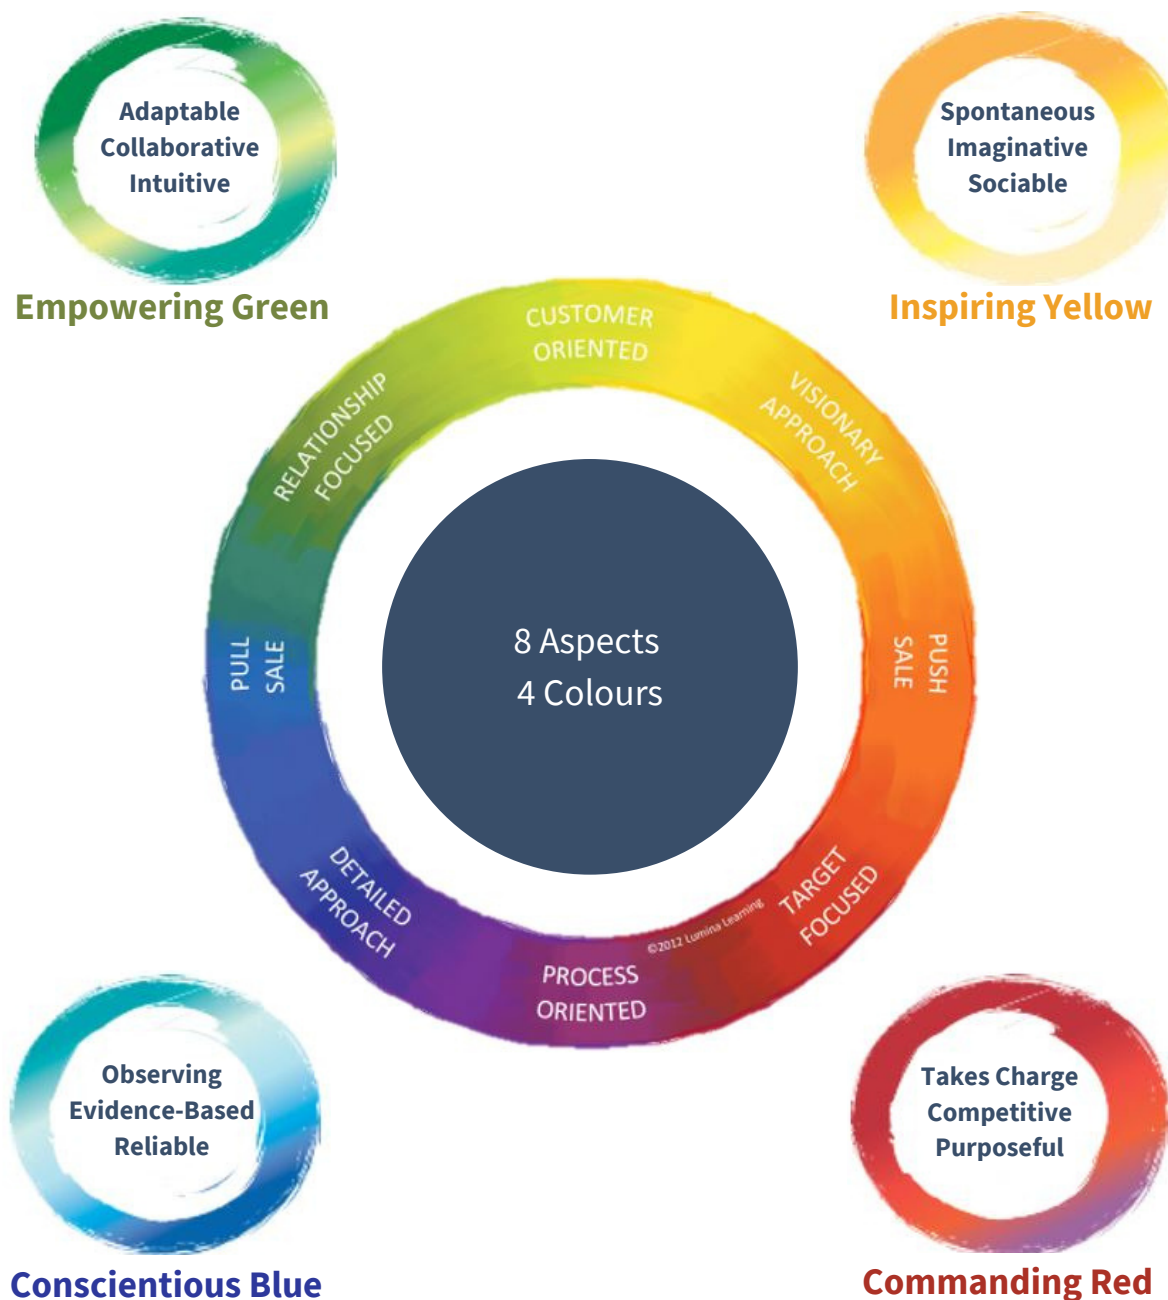 Adaptable
Collaborative
Intuitive
Empowering Green
Spontaneous
Imaginative
Sociable
Inspiring Yellow
CUSTOMER
ORIENTED
VISIONARY
APPROACH
PUSH
SALE
TARGET
FOCUSED
©2012 Lumina Learning
PROCESS
ORIENTED
DETAILED
APPROACH
PULL
SALE
RELATIONSHIP
FOCUSED
8 Aspects
4 Colours
Observing
Evidence-Based
Reliable
Conscientious Blue
Takes Charge
Competitive
Purposeful
Commanding Red